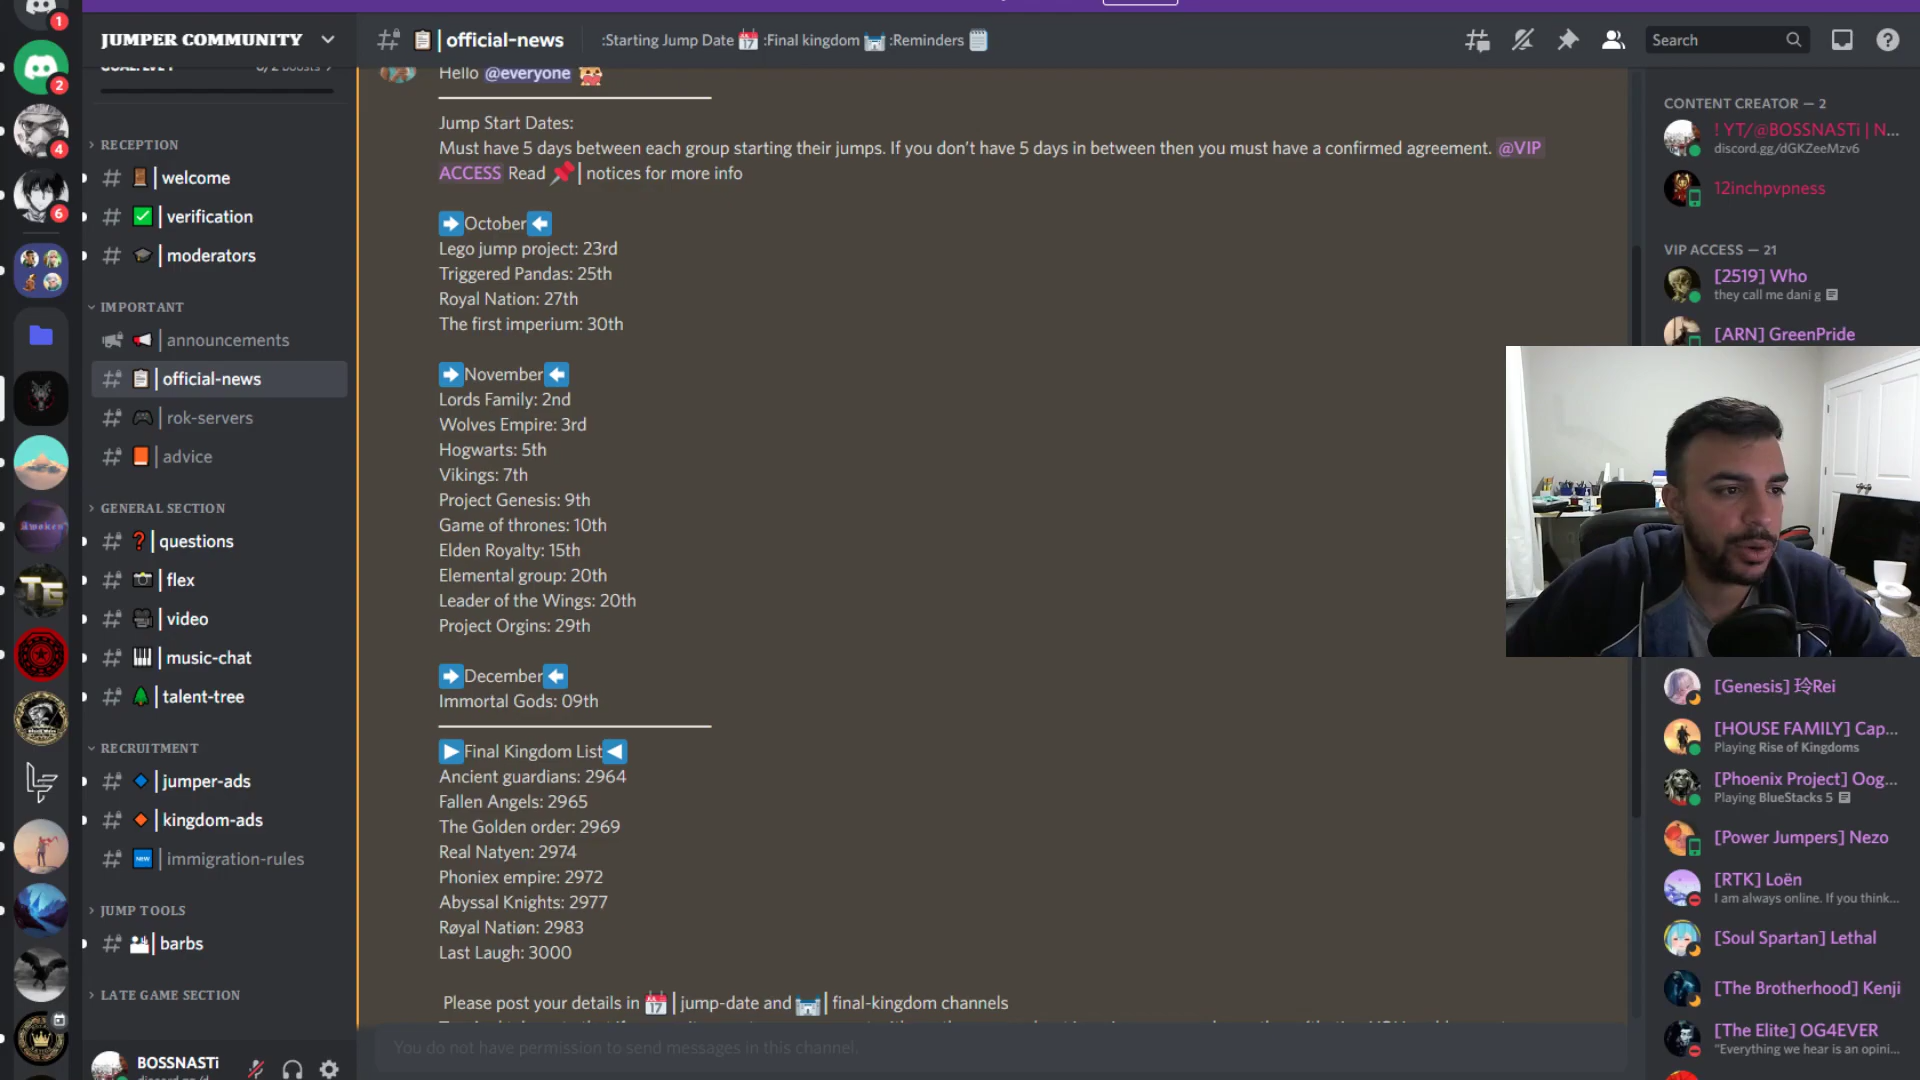 JUMPER COMMUNITY
official-news
:Starting Jump Date :Final kingdom :Reminders
Search
1
2
4
6
RECEPTION
welcome
verification
moderators
IMPORTANT
announcements
official-news
rok-servers
advice
GENERAL SECTION
questions
flex
video
music-chat
talent-tree
RECRUITMENT
jumper-ads
kingdom-ads
immigration-rules
JUMP TOOLS
barbs
LATE GAME SECTION
BOSSNASTi
Hello @everyone
Jump Start Dates:
Must have 5 days between each group starting their jumps. If you don't have 5 days in between then you must have a confirmed agreement. @VIP
ACCESS Read | notices for more info
October
Lego jump project: 23rd
Triggered Pandas: 25th
Royal Nation: 27th
The first imperium: 30th
November
Lords Family: 2nd
Wolves Empire: 3rd
Hogwarts: 5th
Vikings: 7th
Project Genesis: 9th
Game of thrones: 10th
Elden Royalty: 15th
Elemental group: 20th
Leader of the Wings: 20th
Project Orgins: 29th
December
Immortal Gods: 09th
Final Kingdom List
Ancient guardians: 2964
Fallen Angels: 2965
The Golden order: 2969
Real Natyen: 2974
Phoniex empire: 2972
Abyssal Knights: 2977
Røyal Natiøn: 2983
Last Laugh: 3000
Please post your details in | jump-date and | final-kingdom channels
You do not have permission to send messages in this channel.
CONTENT CREATOR — 2
! YT/@BOSSNASTi | N...
discord.gg/dGKZeeMzv6
12inchpvpness
VIP ACCESS — 21
[2519] Who
they call me dani g
[ARN] GreenPride
[Genesis] 玲Rei
[HOUSE FAMILY] Cap...
Playing Rise of Kingdoms
[Phoenix Project] Oog...
Playing BlueStacks 5
[Power Jumpers] Nezo
[RTK] Loën
I am always online. If you think...
[Soul Spartan] Lethal
[The Brotherhood] Kenji
[The Elite] OG4EVER
"Everything we hear is an opini...